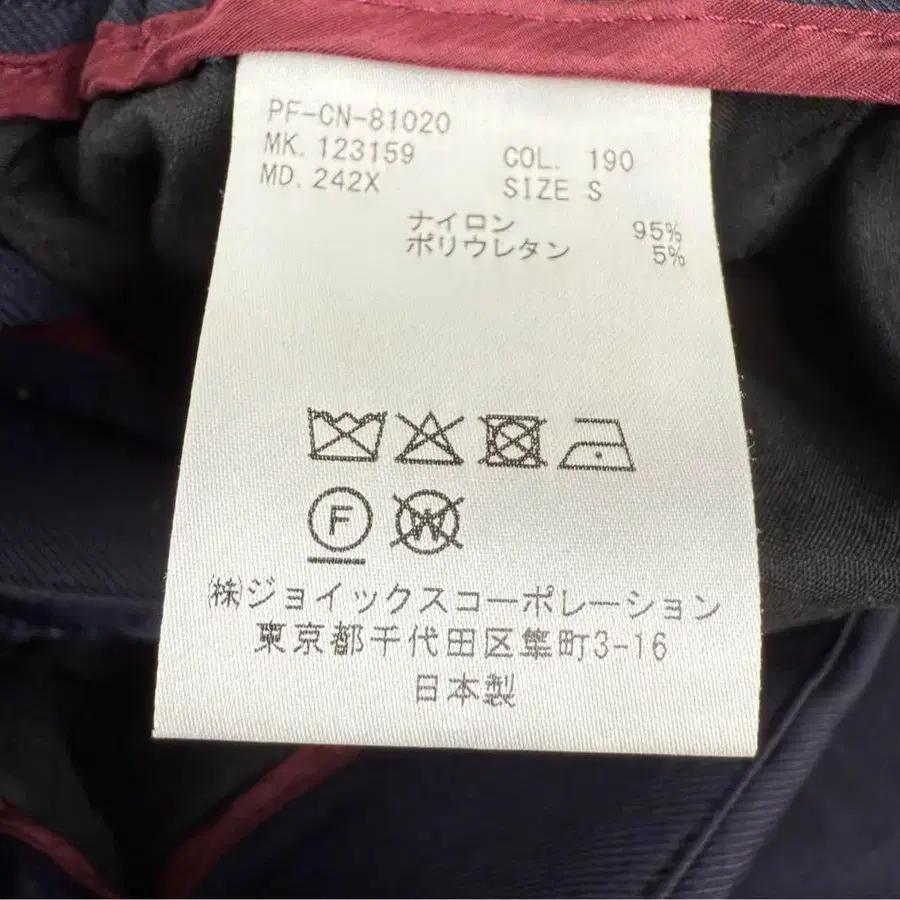 PF-CN-81020
MK. 123159 COL. 190
MD. 242X SIZE S
ナイロン 95%
ポリウレタン 5%
F W
㈱ジョイックスコーポレーション
東京都千代田区隼町3-16
日本製